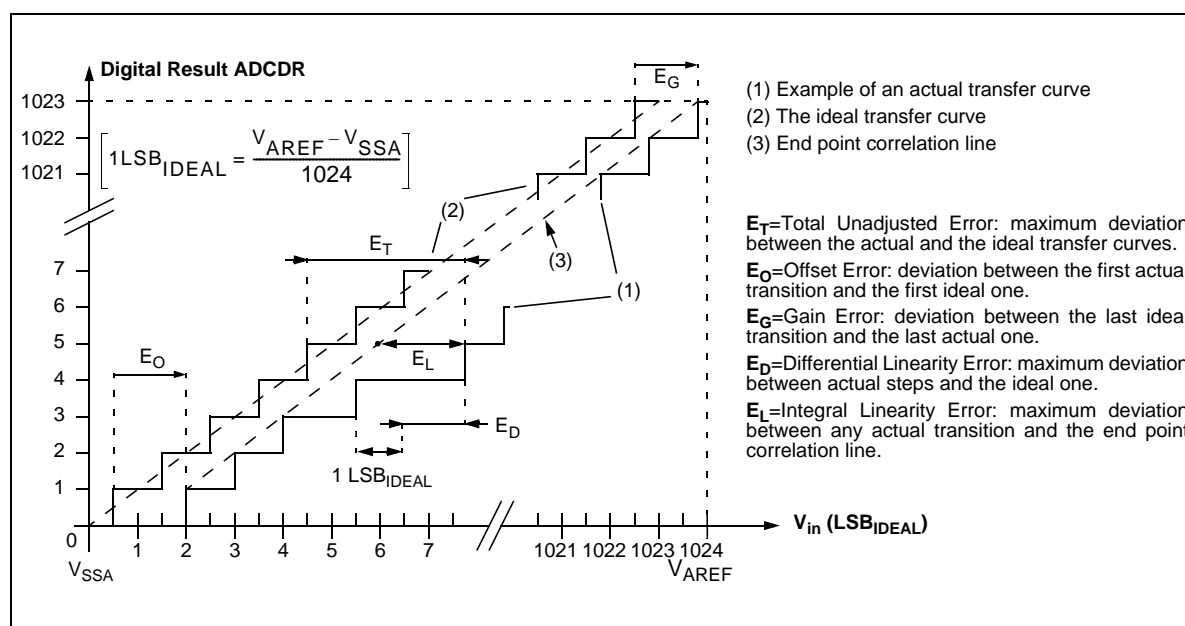 Digital Result ADCDR
1023
1022
1021
7
6
5
4
3
2
1
0
1LSB_IDEAL = V_AREF – V_SSA / 1024
E_G
(2)
(3)
(1)
E_T
E_O
E_L
E_D
1 LSB_IDEAL
1 2 3 4 5 6 7 1021 1022 1023 1024
V_SSA
V_AREF
V_in (LSB_IDEAL)
(1) Example of an actual transfer curve
(2) The ideal transfer curve
(3) End point correlation line
E_T=Total Unadjusted Error: maximum deviation
between the actual and the ideal transfer curves.
E_O=Offset Error: deviation between the first actual
transition and the first ideal one.
E_G=Gain Error: deviation between the last ideal
transition and the last actual one.
E_D=Differential Linearity Error: maximum deviation
between actual steps and the ideal one.
E_L=Integral Linearity Error: maximum deviation
between any actual transition and the end point
correlation line.